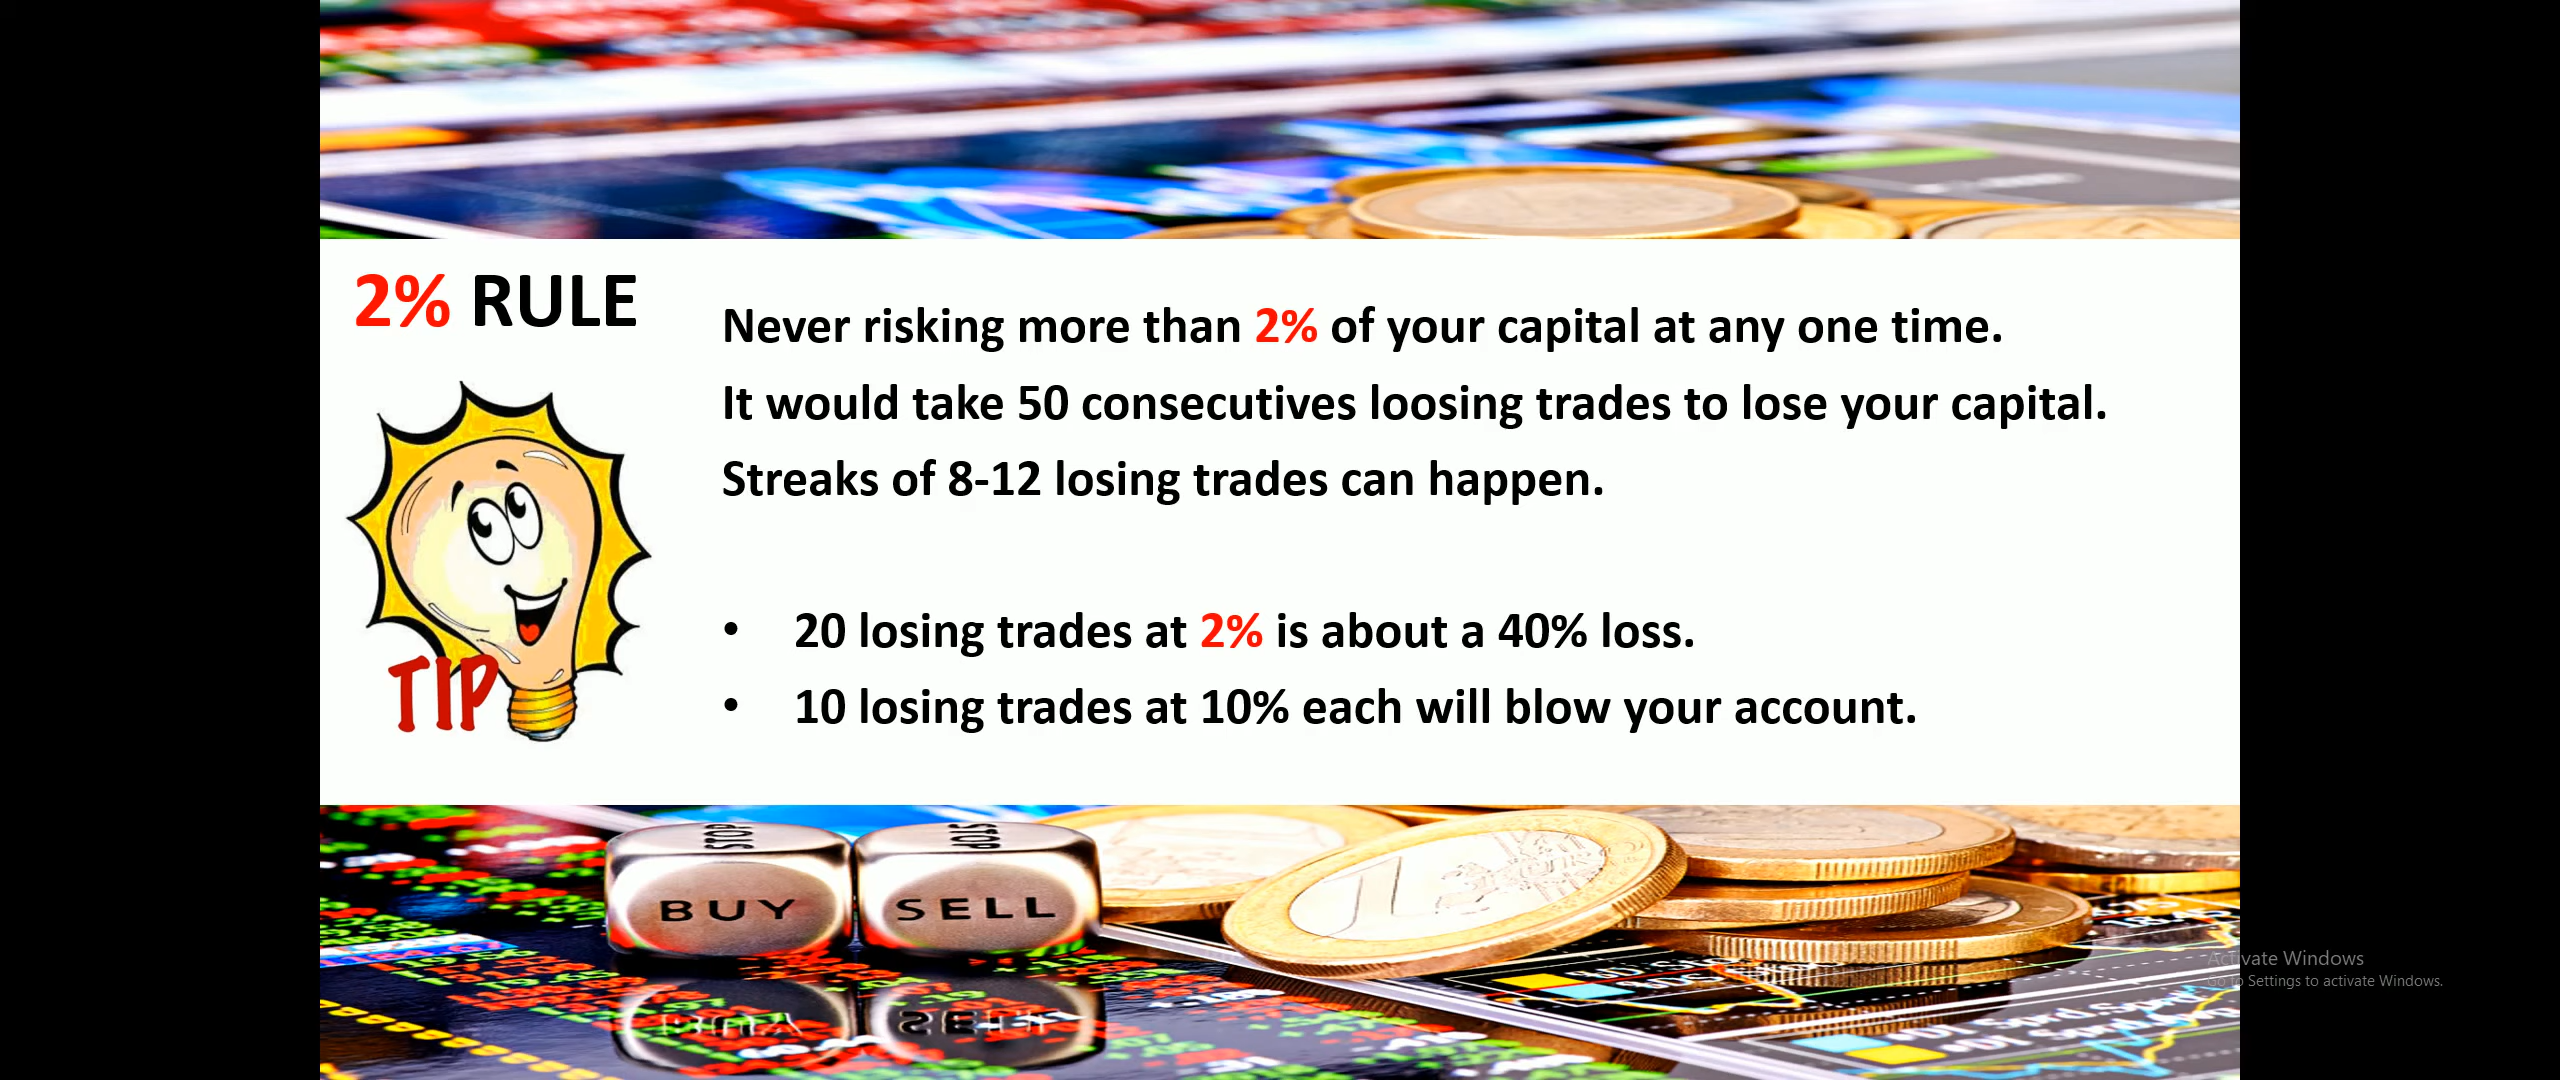 2% RULE
Never risking more than 2% of your capital at any one time.
It would take 50 consecutives loosing trades to lose your capital.
Streaks of 8-12 losing trades can happen.
• 20 losing trades at 2% is about a 40% loss.
• 10 losing trades at 10% each will blow your account.
TIP
STOP
BUY
SELL
Activate Windows
Go to Settings to activate Windows.